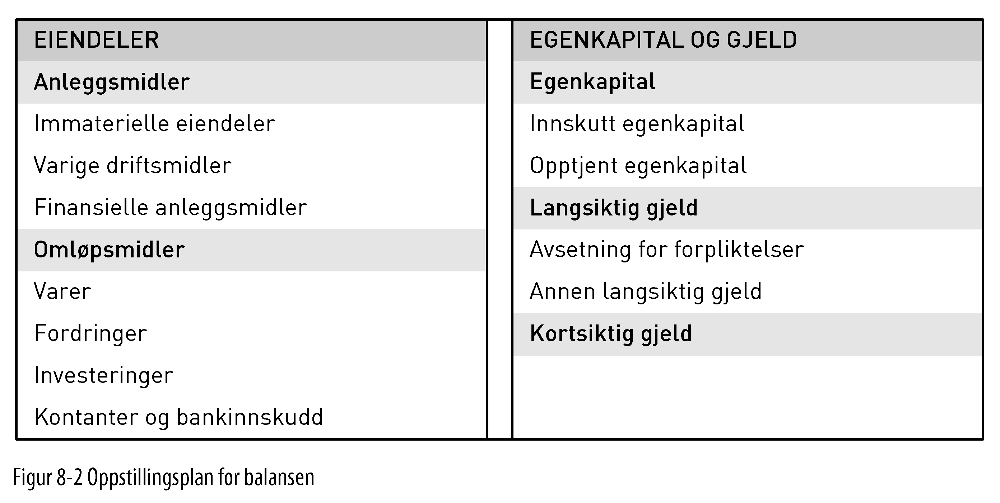 EIENDELER
Anleggsmidler
Immaterielle eiendeler
Varige driftsmidler
Finansielle anleggsmidler
Omløpsmidler
Varer
Fordringer
Investeringer
Kontanter og bankinnskudd
EGENKAPITAL OG GJELD
Egenkapital
Innskutt egenkapital
Opptjent egenkapital
Langsiktig gjeld
Avsetning for forpliktelser
Annen langsiktig gjeld
Kortsiktig gjeld
Figur 8-2 Oppstillingsplan for balansen